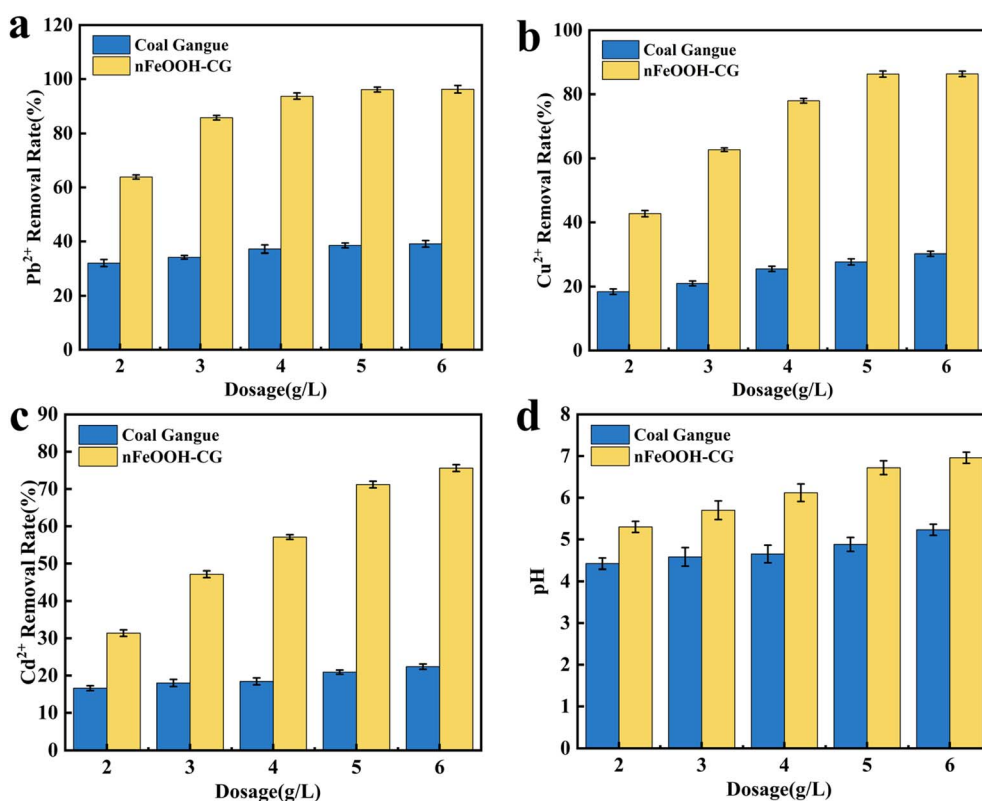 a
Coal Gangue
nFeOOH-CG
Pb2+ Removal Rate(%)
120
100
80
60
40
20
0
2 3 4 5 6
Dosage(g/L)
b
Coal Gangue
nFeOOH-CG
Cu2+ Removal Rate(%)
100
80
60
40
20
0
2 3 4 5 6
Dosage(g/L)
c
Coal Gangue
nFeOOH-CG
Cd2+ Removal Rate(%)
90
80
70
60
50
40
30
20
10
0
2 3 4 5 6
Dosage(g/L)
d
Coal Gangue
nFeOOH-CG
pH
8
7
6
5
4
3
2
1
0
2 3 4 5 6
Dosage(g/L)